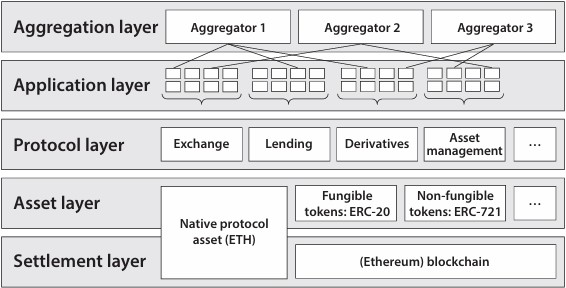 Aggregation layer
Aggregator 1
Aggregator 2
Aggregator 3
Application layer
Protocol layer
Exchange
Lending
Derivatives
Asset
management
...
Asset layer
Native protocol
asset (ETH)
Fungible
tokens: ERC-20
Non-fungible
tokens: ERC-721
...
Settlement layer
(Ethereum) blockchain